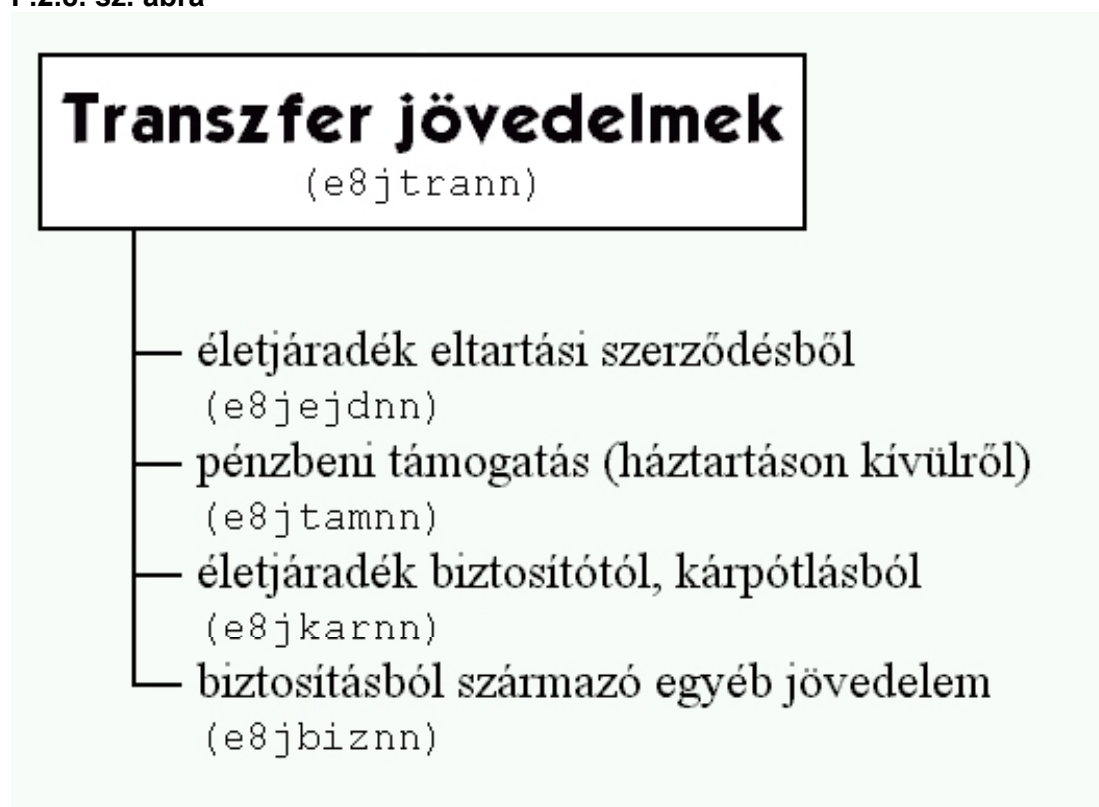 Transzfer jövedelmek
(e8jtrann)
életjáradék eltartási szerződésből
(e8jejdnn)
pénzbeni támogatás (háztartáson kívülről)
(e8jtamnn)
életjáradék biztosítótól, kárpótlásból
(e8jkarnn)
biztosításból származó egyéb jövedelem
(e8jbiznn)